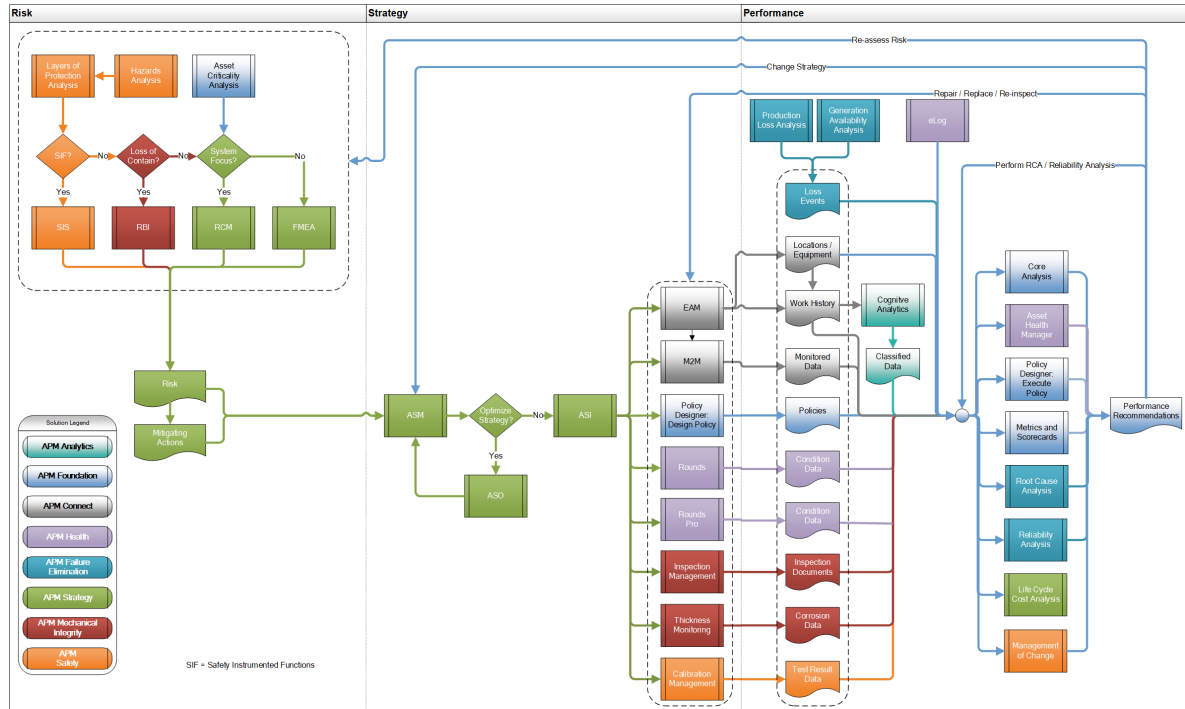 Risk
Strategy
Performance
Re-assess Risk
Change Strategy
Repair / Replace / Re-inspect
Perform RCA / Reliability Analysis
Layers of
Protection
Analysis
Hazards
Analysis
Asset
Criticality
Analysis
SIF?
No
Loss of
Contain?
No
System
Focus?
No
Yes
Yes
Yes
SIS
RBI
RCM
FMEA
Risk
Mitigating
Actions
Solution Legend
APM Analytics
APM Foundation
APM Connect
APM Health
APM Failure
Elimination
APM Strategy
APM Mechanical
Integrity
APM
Safety
SIF = Safety Instrumented Functions
ASM
Optimize
Strategy?
No
Yes
ASO
ASI
EAM
M2M
Policy
Designer:
Design Policy
Rounds
Rounds
Pro
Inspection
Management
Thickness
Monitoring
Calibration
Management
Production
Loss Analysis
Generation
Availability
Analysis
eLog
Loss
Events
Locations /
Equipment
Work History
Cognitve
Analytics
Monitored Data
Classified
Data
Policies
Condition
Data
Condition
Data
Inspection
Documents
Corrosion
Data
Test Result
Data
Core
Analysis
Asset
Health
Manager
Policy
Designer:
Execute
Policy
Metrics and
Scorecards
Root Cause
Analysis
Reliability
Analysis
Life Cycle
Cost Analysis
Management
of Change
Performance
Recommendations